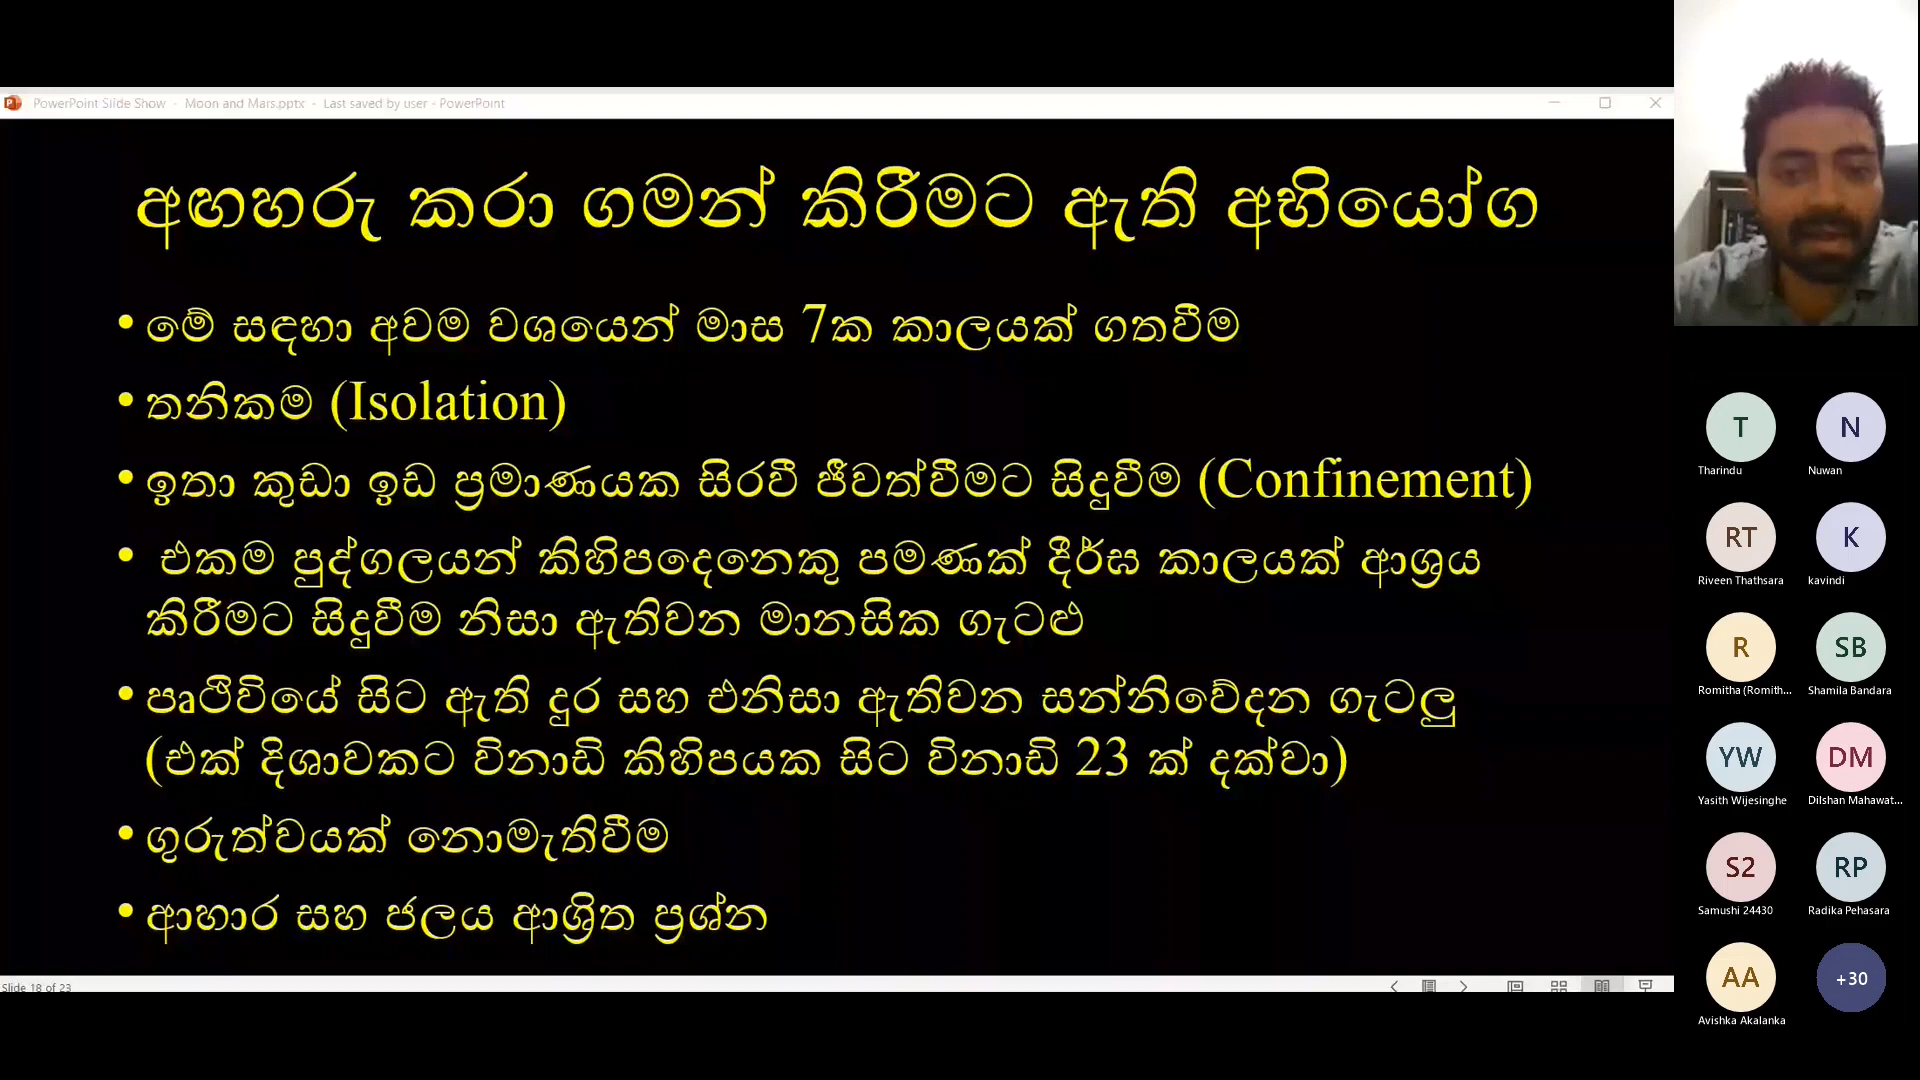 PowerPoint Slide Show - Moon and Mars.pptx - Last saved by user - PowerPoint
අඟහරු කරා ගමන් කිරීමට ඇති අභියෝග
• මේ සඳහා අවම වශයෙන් මාස 7ක කාලයක් ගතවීම
• තනිකම (Isolation)
• ඉතා කුඩා ඉඩ ප්‍රමාණයක සිරවී ජීවත්වීමට සිදුවීම (Confinement)
• එකම පුද්ගලයන් කිහිපදෙනෙකු පමණක් දීර්ඝ කාලයක් ආශ්‍රය
කිරීමට සිදුවීම නිසා ඇතිවන මානසික ගැටළු
• පෘථිවියේ සිට ඇති දුර සහ එනිසා ඇතිවන සන්නිවේදන ගැටලු
(එක් දිශාවකට විනාඩි කිහිපයක සිට විනාඩි 23 ක් දක්වා)
• ගුරුත්වයක් නොමැතිවීම
• ආහාර සහ ජලය ආශ්‍රිත ප්‍රශ්න
Slide 18 of 23
T N
Tharindu Nuwan
RT K
Riveen Thathsara kavindi
R SB
Romitha (Romith... Shamila Bandara
YW DM
Yasith Wijesinghe Dilshan Mahawat...
S2 RP
Samushi 24430 Radika Pehasara
AA +30
Avishka Akalanka